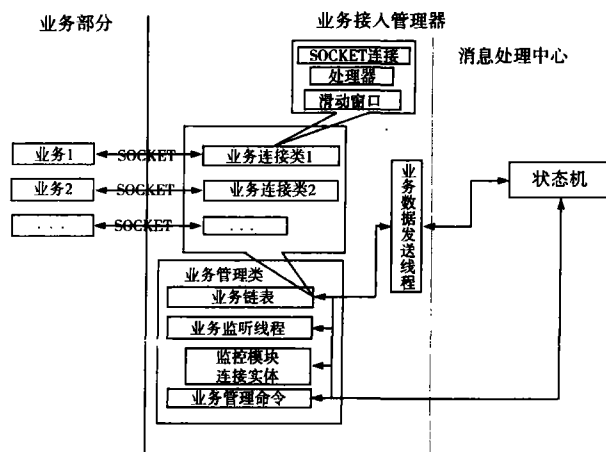 业务部分
业务接入管理器
消息处理中心
SOCKET连接
处理器
滑动窗口
业务1
SOCKET
业务连接类1
业务2
SOCKET
业务连接类2
...
SOCKET
...
业务数据发送线程
状态机
业务管理类
业务链表
业务监听线程
监控模块
连接实体
业务管理命令